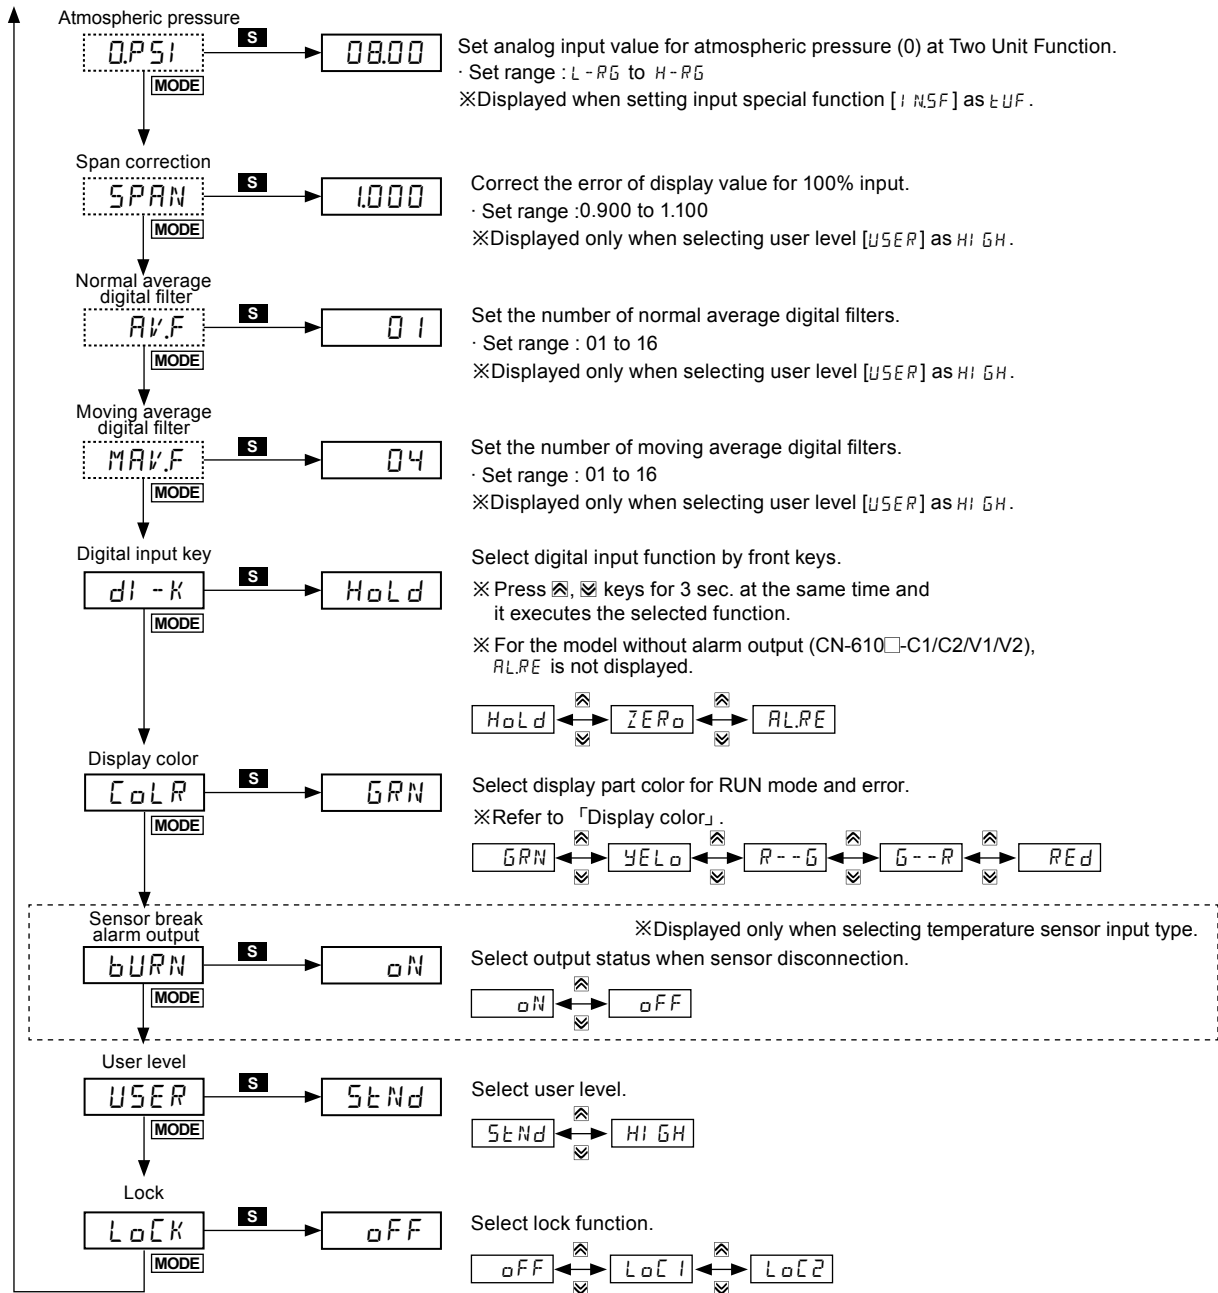 Atmospheric pressure
0.PSI S 08.00
MODE
Set analog input value for atmospheric pressure (0) at Two Unit Function.
· Set range : L-RG to H-RG
※Displayed when setting input special function [IN.SF] as tUF.
Span correction
SPAN S 1.000
MODE
Correct the error of display value for 100% input.
· Set range :0.900 to 1.100
※Displayed only when selecting user level [USER] as HIGH.
Normal average
digital filter
AV.F S 01
MODE
Set the number of normal average digital filters.
· Set range : 01 to 16
※Displayed only when selecting user level [USER] as HIGH.
Moving average
digital filter
MAV.F S 04
MODE
Set the number of moving average digital filters.
· Set range : 01 to 16
※Displayed only when selecting user level [USER] as HIGH.
Digital input key
dI-K S HoLd
MODE
Select digital input function by front keys.
※ Press ︽, ︾ keys for 3 sec. at the same time and
it executes the selected function.
※ For the model without alarm output (CN-610□-C1/C2/V1/V2),
AL.RE is not displayed.
HoLd ZERo AL.RE
Display color
CoLR S GRN
MODE
Select display part color for RUN mode and error.
※Refer to 「Display color」.
GRN YELo R--G G--R REd
Sensor break
alarm output
bURN S oN
MODE
※Displayed only when selecting temperature sensor input type.
Select output status when sensor disconnection.
oN oFF
User level
USER S StNd
MODE
Select user level.
StNd HIGH
Lock
LoCK S oFF
MODE
Select lock function.
oFF LoC1 LoC2